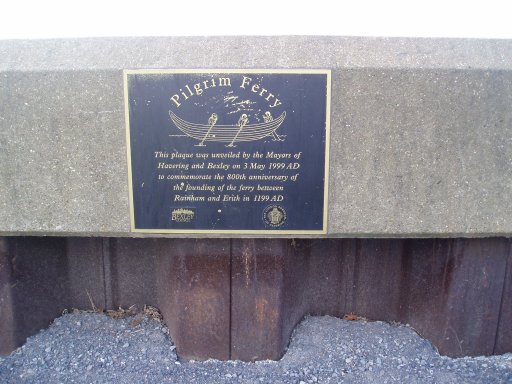 Pilgrim Ferry
This plaque was unveiled by the Mayors of
Havering and Bexley on 3 May 1999 AD
to commemorate the 800th anniversary of
the founding of the ferry between
Rainham and Erith in 1199 AD
BEXLEY